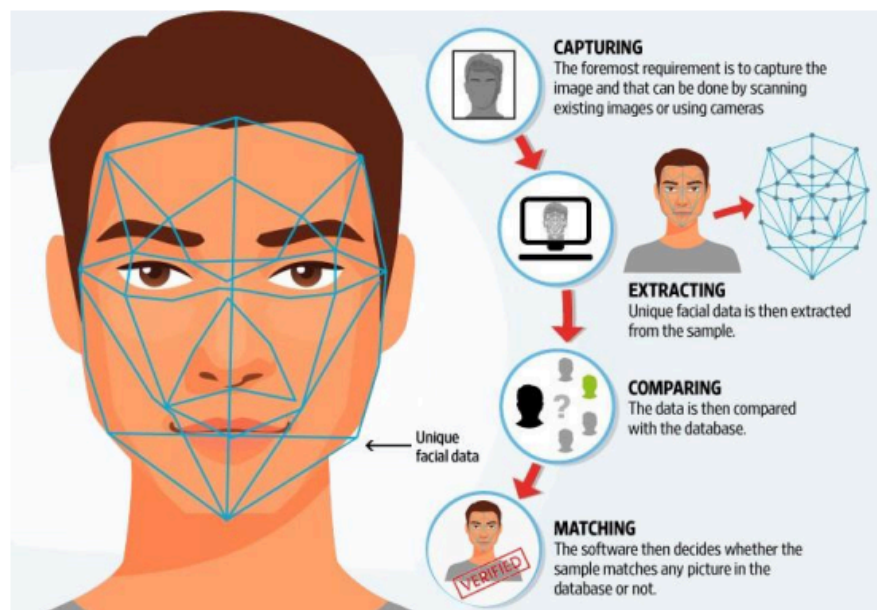 CAPTURING
The foremost requirement is to capture the
image and that can be done by scanning
existing images or using cameras
EXTRACTING
Unique facial data is then extracted
from the sample.
COMPARING
The data is then compared
with the database.
?
Unique
facial data
MATCHING
The software then decides whether the
sample matches any picture in the
database or not.
VERIFIED